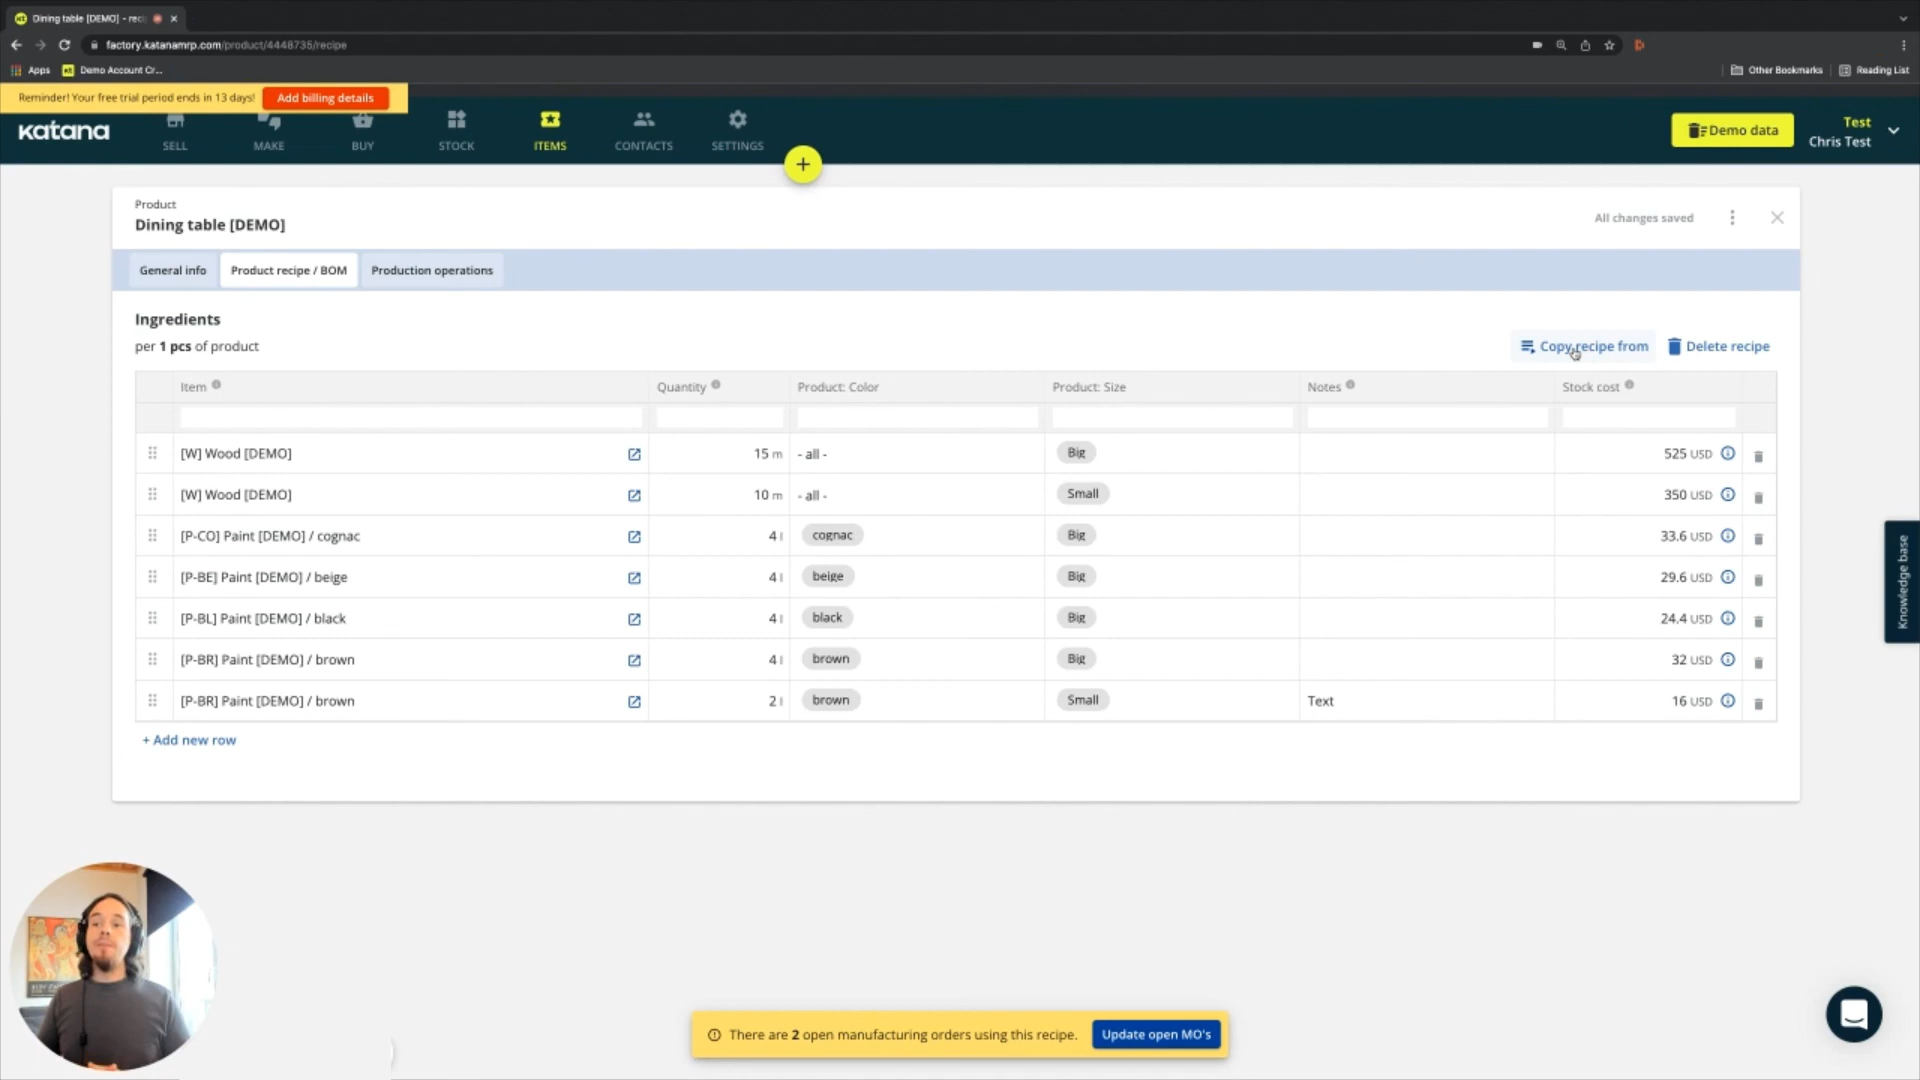 Dining table [DEMO] - reci
factory.katanamrp.com/product/4448735/recipe
Apps
Demo Account Cr...
Other Bookmarks
Reading List
Reminder! Your free trial period ends in 13 days!
Add billing details
katana
SELL
MAKE
BUY
STOCK
ITEMS
CONTACTS
SETTINGS
+
Demo data
Test
Chris Test
Product
Dining table [DEMO]
All changes saved
General info
Product recipe / BOM
Production operations
Ingredients
per 1 pcs of product
Copy recipe from
Delete recipe
Item Quantity Product: Color Product: Size Notes Stock cost
[W] Wood [DEMO] 15 m - all - Big 525 USD
[W] Wood [DEMO] 10 m - all - Small 350 USD
[P-CO] Paint [DEMO] / cognac 4 l cognac Big 33.6 USD
[P-BE] Paint [DEMO] / beige 4 l beige Big 29.6 USD
[P-BL] Paint [DEMO] / black 4 l black Big 24.4 USD
[P-BR] Paint [DEMO] / brown 4 l brown Big 32 USD
[P-BR] Paint [DEMO] / brown 2 l brown Small Text 16 USD
+ Add new row
Knowledge base
There are 2 open manufacturing orders using this recipe.
Update open MO's